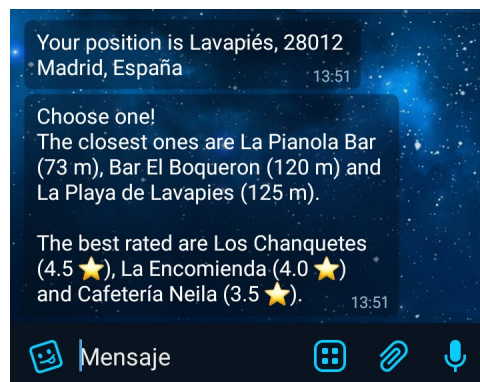 Your position is Lavapiés, 28012
Madrid, España
13:51
Choose one!
The closest ones are La Pianola Bar
(73 m), Bar El Boqueron (120 m) and
La Playa de Lavapies (125 m).
The best rated are Los Chanquetes
(4.5 ⭐), La Encomienda (4.0 ⭐)
and Cafetería Neila (3.5 ⭐).
13:51
Mensaje